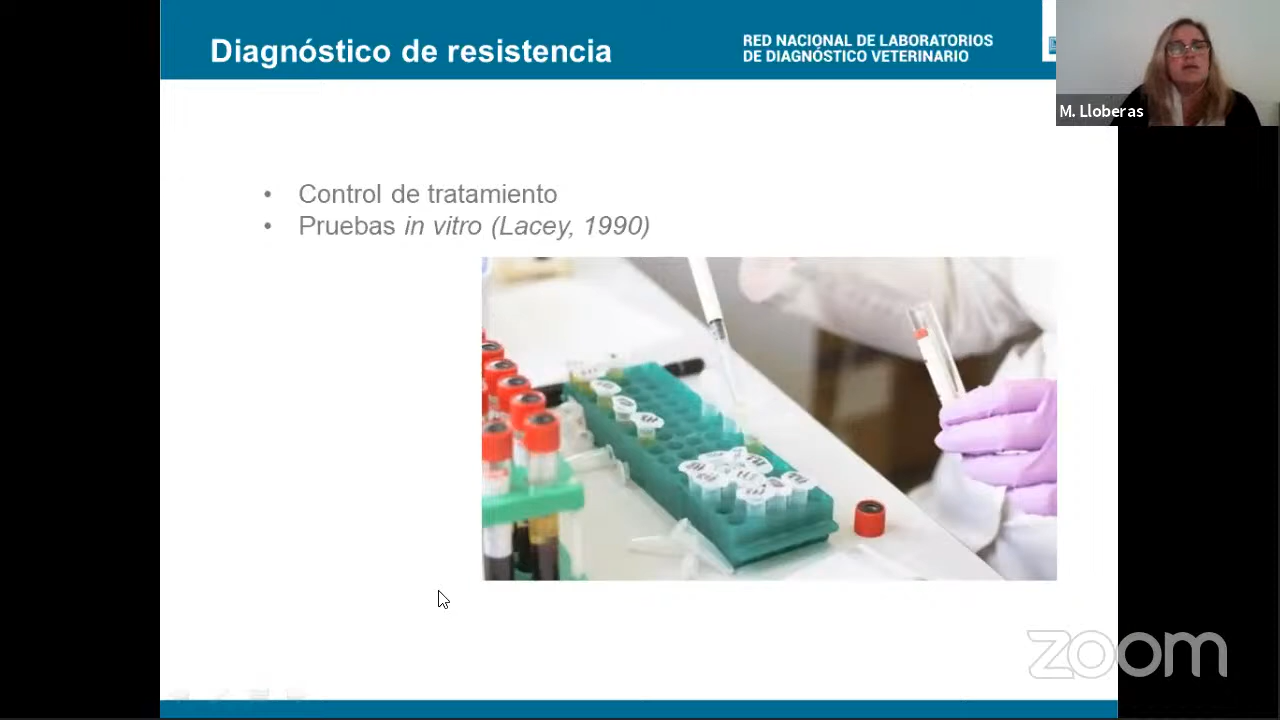 Diagnóstico de resistencia
RED NACIONAL DE LABORATORIOS
DE DIAGNÓSTICO VETERINARIO
M. Lloberas
• Control de tratamiento
• Pruebas in vitro (Lacey, 1990)
zoom